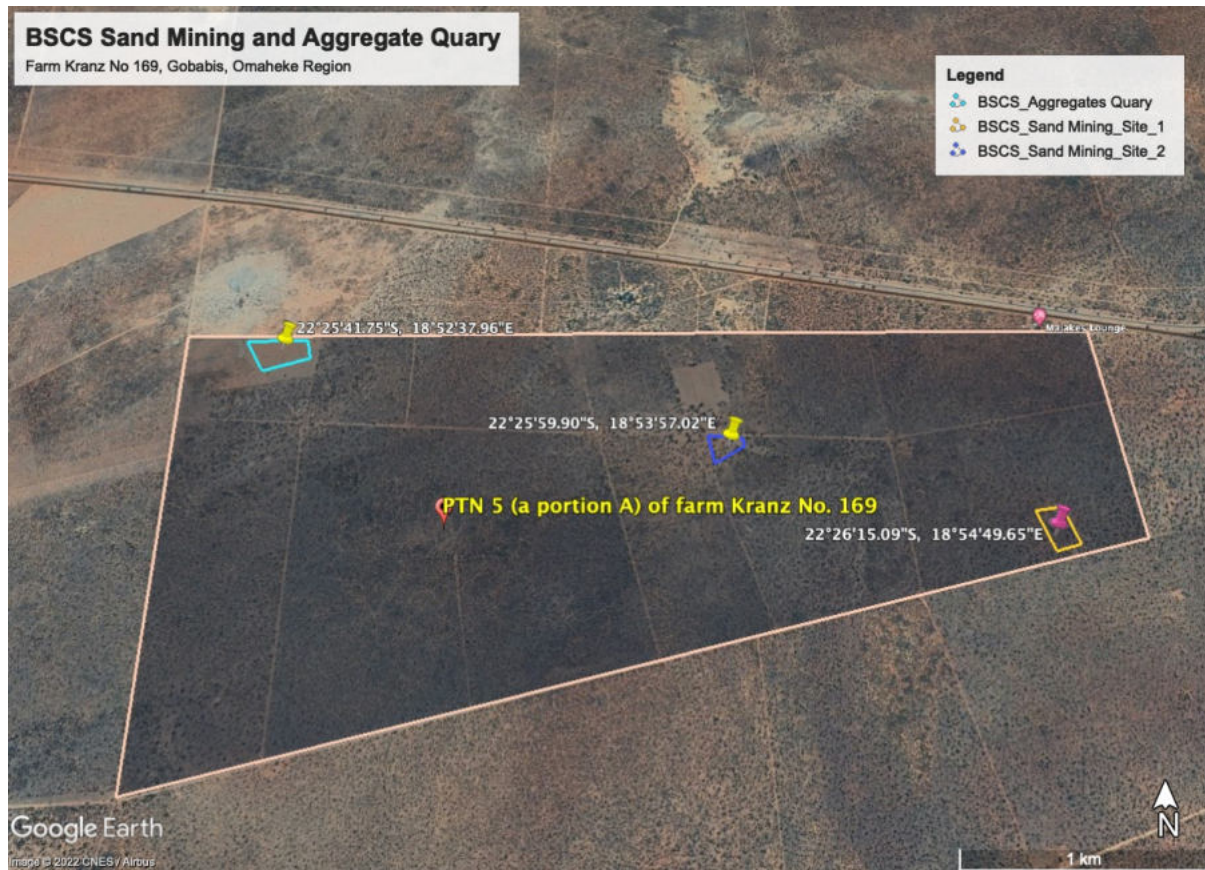 BSCS Sand Mining and Aggregate Quary
Farm Kranz No 169, Gobabis, Omaheke Region
Legend
BSCS_Aggregates Quary
BSCS_Sand Mining_Site_1
BSCS_Sand Mining_Site_2
22°25'41.75"S, 18°52'37.96"E
Maiakes Lounge
22°25'59.90"S, 18°53'57.02"E
PTN 5 (a portion A) of farm Kranz No. 169
22°26'15.09"S, 18°54'49.65"E
N
Google Earth
Image © 2022 CNES / Airbus
1 km